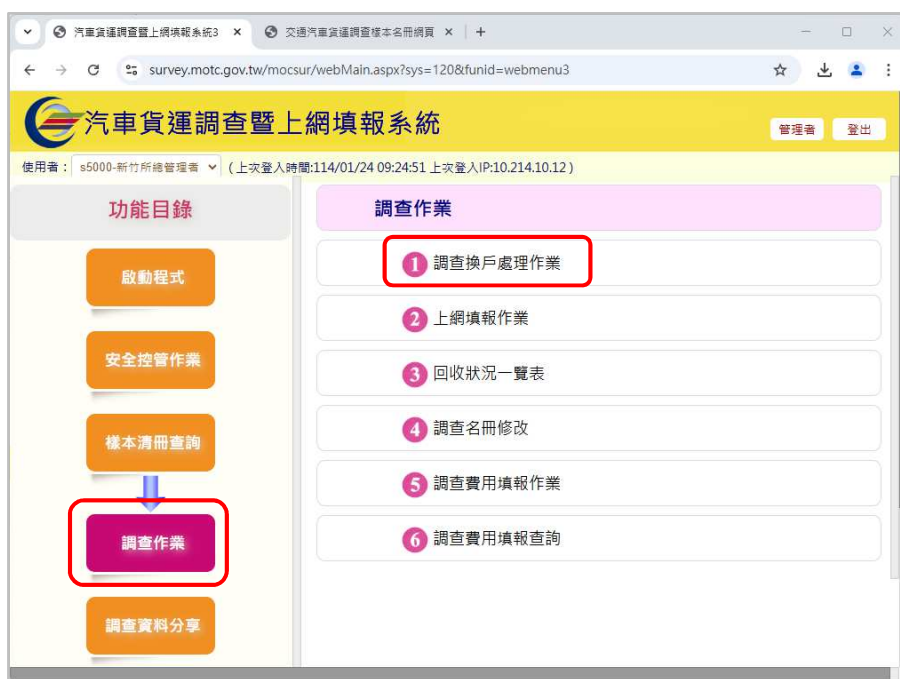 汽車貨運調查暨上網填報系統3
交通汽車貨運調查樣本名冊網頁
survey.motc.gov.tw/mocsur/webMain.aspx?sys=120&funid=webmenu3
汽車貨運調查暨上網填報系統
管理者 登出
使用者： s5000-新竹所總管理者 (上次登入時間:114/01/24 09:24:51 上次登入IP:10.214.10.12)
功能目錄
啟動程式
安全控管作業
樣本清冊查詢
調查作業
調查資料分享
調查作業
1 調查換戶處理作業
2 上網填報作業
3 回收狀況一覽表
4 調查名冊修改
5 調查費用填報作業
6 調查費用填報查詢